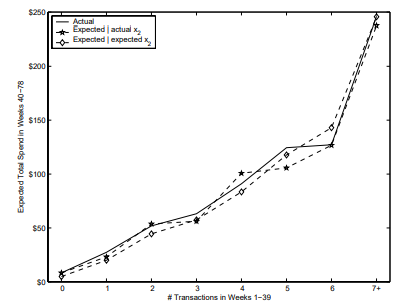 $250
$200
$150
$100
$50
$0
Expected Total Spend in Weeks 40−78
Actual
Expected | actual x2
Expected | expected x2
0 1 2 3 4 5 6 7+
# Transactions in Weeks 1−39